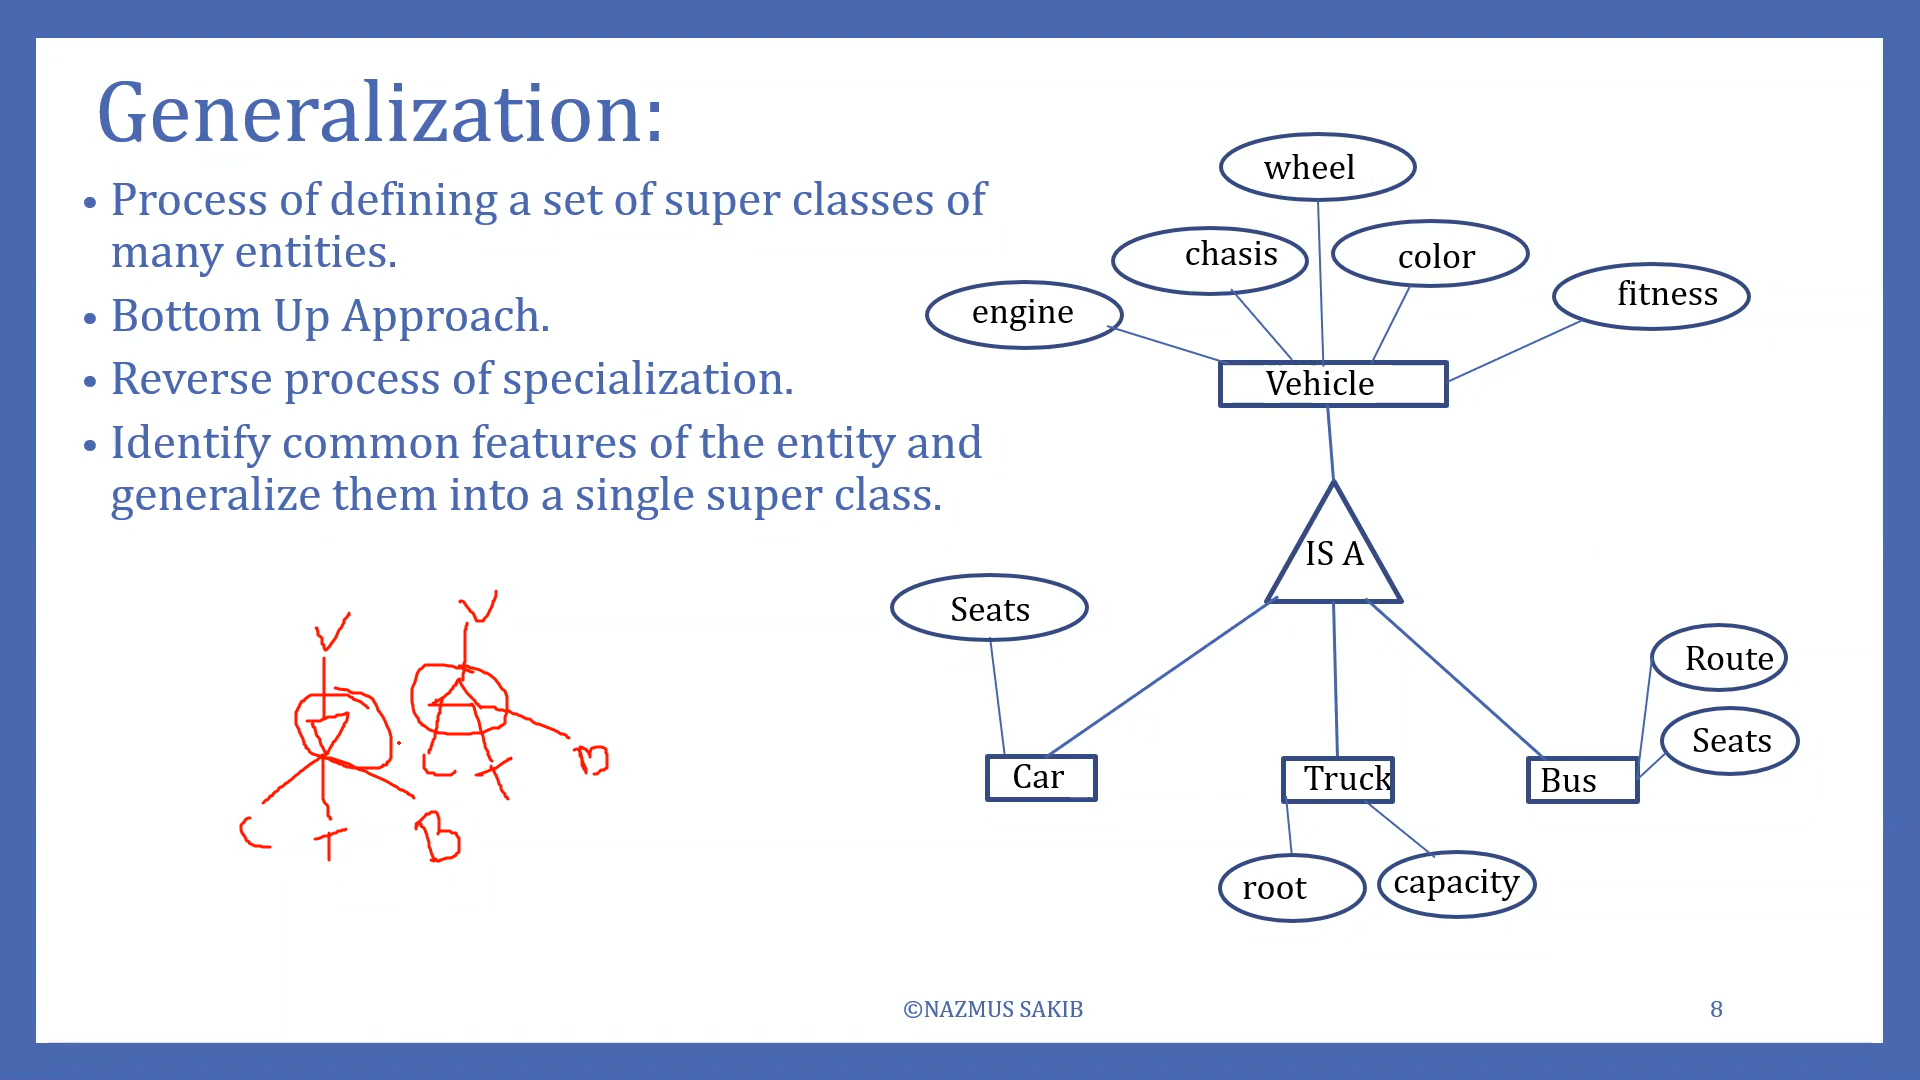 Generalization:
• Process of defining a set of super classes of
many entities.
• Bottom Up Approach.
• Reverse process of specialization.
• Identify common features of the entity and
generalize them into a single super class.
wheel
chasis
color
engine
fitness
Vehicle
IS A
Seats
Route
Seats
Car
Truck
Bus
root
capacity
V
V
C
T
B
C
T
B
©NAZMUS SAKIB
8